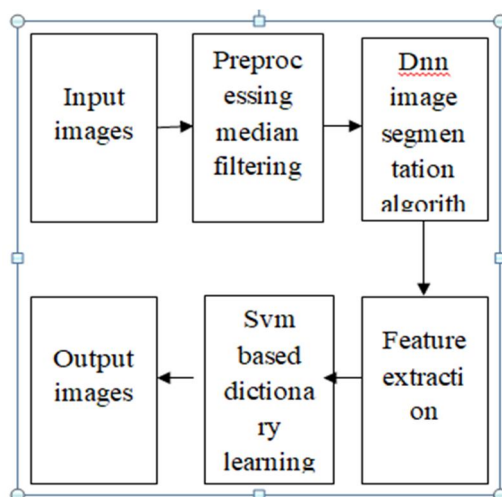 Input
images
Preproc
essing
median
filtering
Dnn
image
segmen
tation
algorith
Feature
extracti
on
Svm
based
dictiona
ry
learning
Output
images